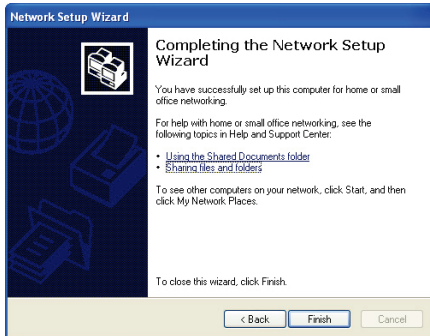 Network Setup Wizard
Completing the Network Setup
Wizard
You have successfully set up this computer for home or small
office networking.
For help with home or small office networking, see the
following topics in Help and Support Center:
• Using the Shared Documents folder
• Sharing files and folders
To see other computers on your network, click Start, and then
click My Network Places.
To close this wizard, click Finish.
< Back Finish Cancel